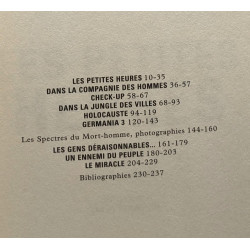 LES PETITES HEURES 10-35
DANS LA COMPAGNIE DES HOMMES 36-57
CHECK-UP 58-67
DANS LA JUNGLE DES VILLES 68-93
HOLOCAUSTE 94-119
GERMANIA 3 120-143
Les Spectres du Mort-homme, photographies 144-160
LES GENS DÉRAISONNABLES... 161-179
UN ENNEMI DU PEUPLE 180-203
LE MIRACLE 204-229
Bibliographies 230-237